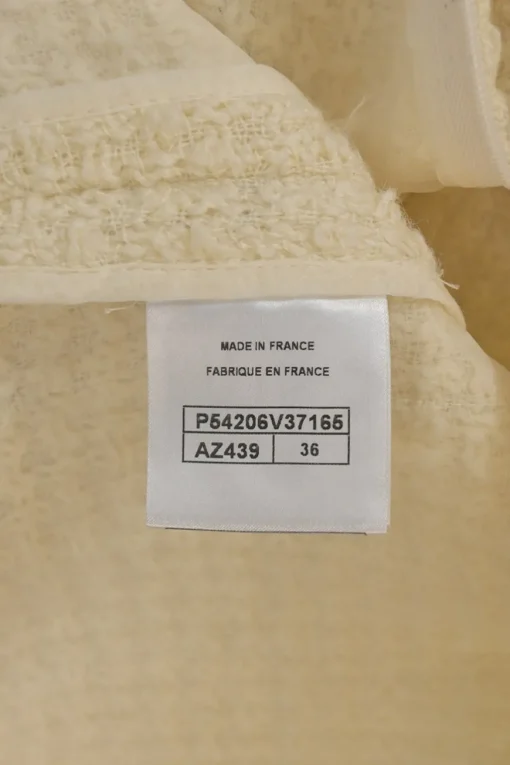 MADE IN FRANCE
FABRIQUE EN FRANCE
P54206V37165
AZ439 36